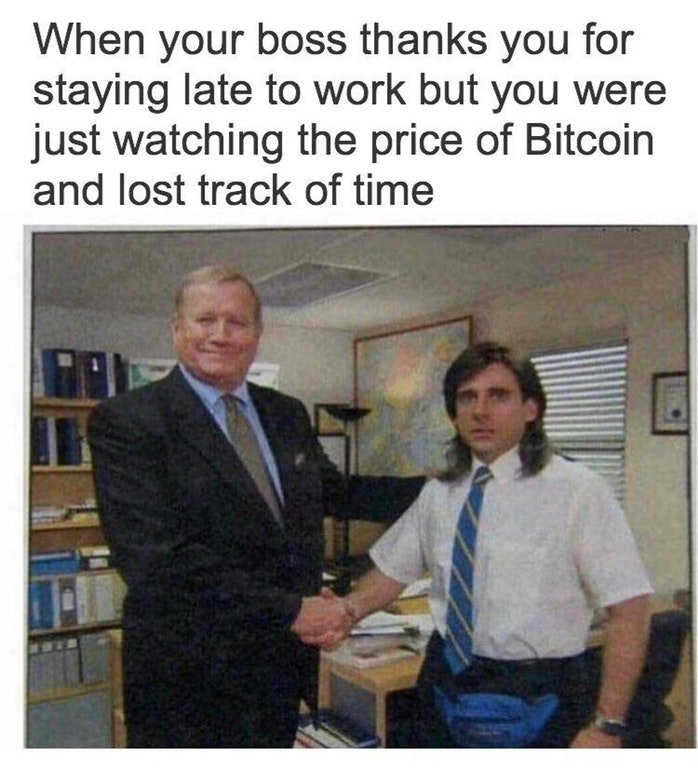 When your boss thanks you for
staying late to work but you were
just watching the price of Bitcoin
and lost track of time